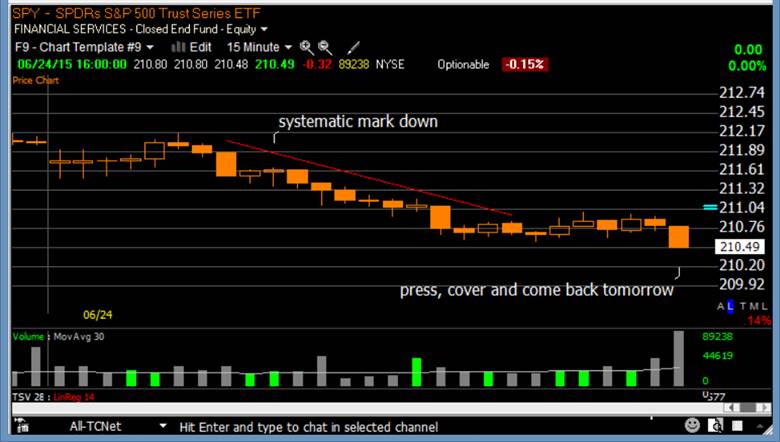 SPY - SPDRs S&P 500 Trust Series ETF
FINANCIAL SERVICES - Closed End Fund - Equity
F9 - Chart Template #9 Edit 15 Minute
0.00
06/24/15 16:00:00 210.80 210.80 210.48 210.49 -0.32 89238 NYSE Optionable -0.15%
0.00%
Price Chart
212.74
212.45
systematic mark down
212.17
211.89
211.61
211.32
211.04
210.76
210.49
210.20
press, cover and come back tomorrow
209.92
A L T M L
06/24
.14%
Volume : MovAvg 30
89238
44619
0
TSV 28 : LinReg 14
All-TCNet Hit Enter and type to chat in selected channel